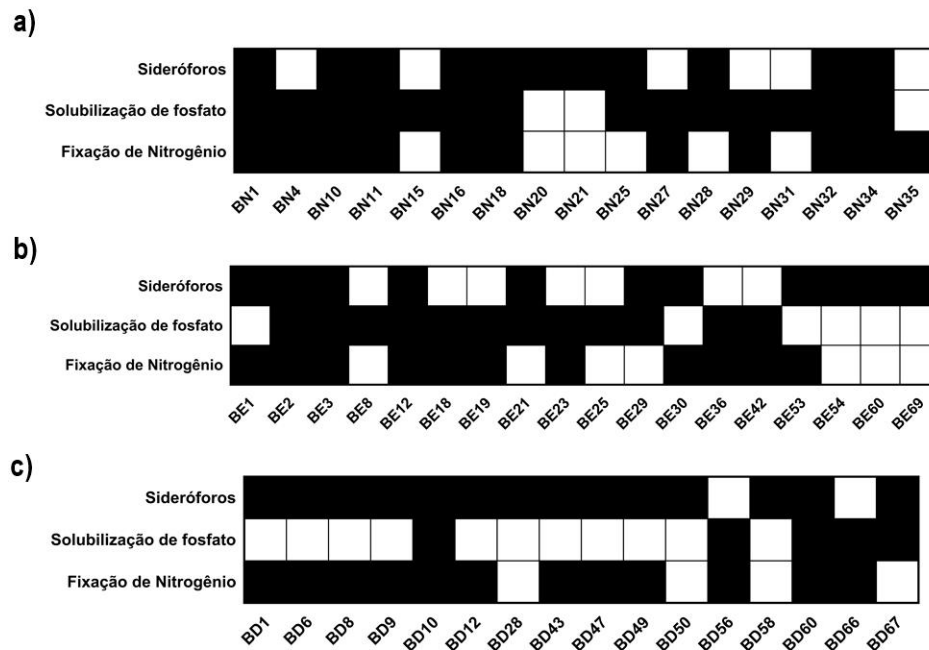 a)
Sideróforos
Solubilização de fosfato
Fixação de Nitrogênio
BN1 BN4 BN10 BN11 BN15 BN16 BN18 BN20 BN21 BN25 BN27 BN28 BN29 BN31 BN32 BN34 BN35
b)
Sideróforos
Solubilização de fosfato
Fixação de Nitrogênio
BE1 BE2 BE3 BE8 BE12 BE18 BE19 BE21 BE23 BE25 BE29 BE30 BE36 BE42 BE53 BE54 BE60 BE69
c)
Sideróforos
Solubilização de fosfato
Fixação de Nitrogênio
BD1 BD6 BD8 BD9 BD10 BD12 BD28 BD43 BD47 BD49 BD50 BD56 BD58 BD60 BD66 BD67